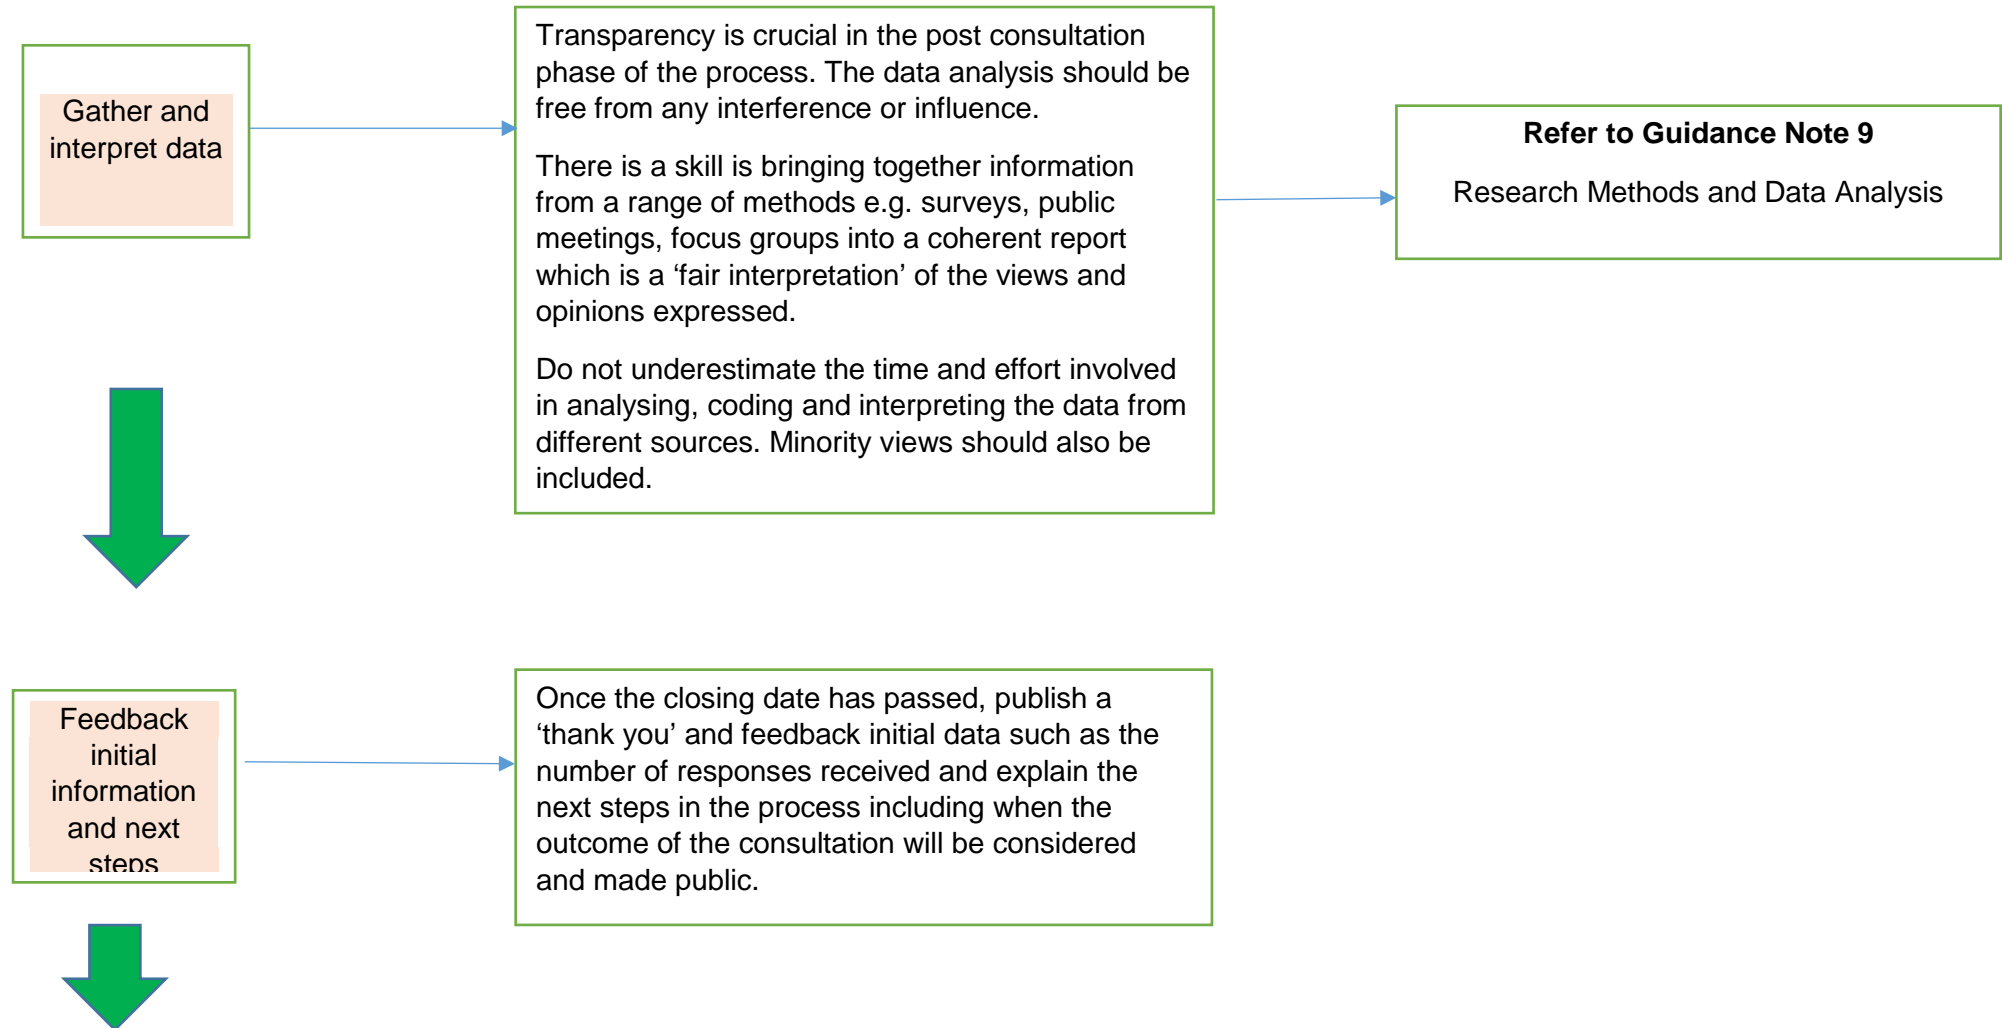 Gather and
interpret data
Transparency is crucial in the post consultation
phase of the process. The data analysis should be
free from any interference or influence.
There is a skill is bringing together information
from a range of methods e.g. surveys, public
meetings, focus groups into a coherent report
which is a ‘fair interpretation’ of the views and
opinions expressed.
Do not underestimate the time and effort involved
in analysing, coding and interpreting the data from
different sources. Minority views should also be
included.
Refer to Guidance Note 9
Research Methods and Data Analysis
Feedback
initial
information
and next
steps
Once the closing date has passed, publish a
‘thank you’ and feedback initial data such as the
number of responses received and explain the
next steps in the process including when the
outcome of the consultation will be considered
and made public.